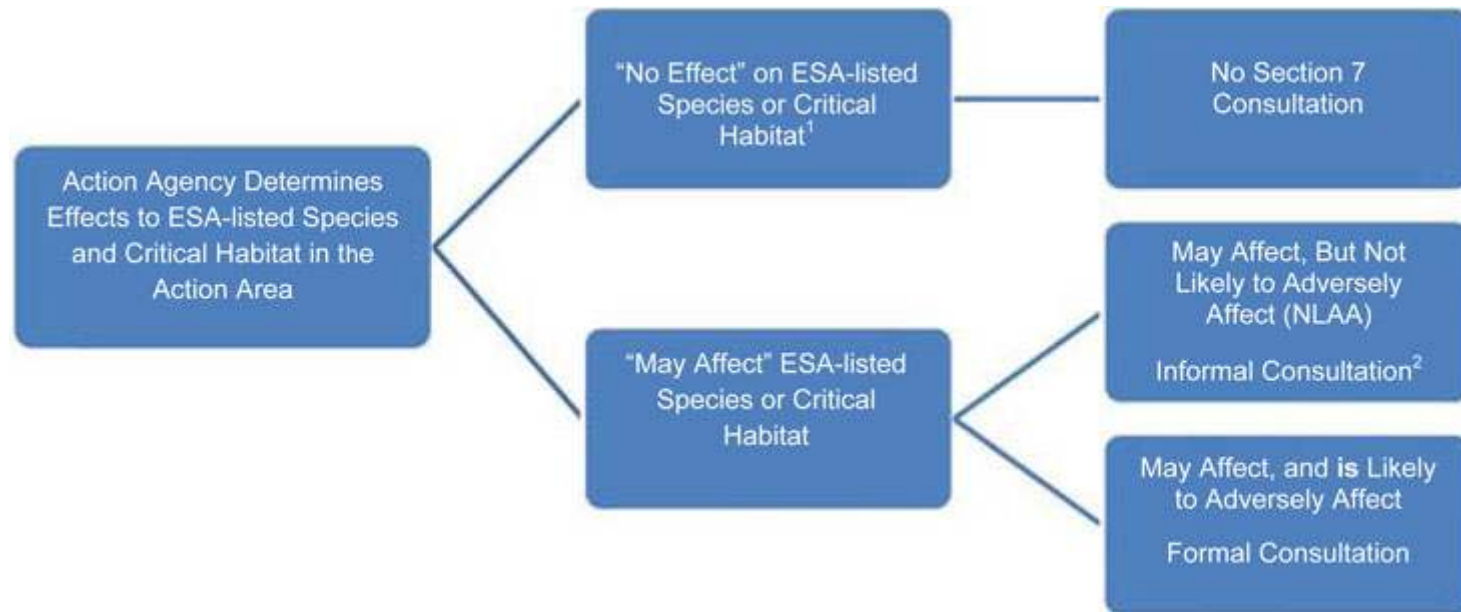 Action Agency Determines
Effects to ESA-listed Species
and Critical Habitat in the
Action Area
“No Effect” on ESA-listed
Species or Critical
Habitat¹
No Section 7
Consultation
“May Affect” ESA-listed
Species or Critical
Habitat
May Affect, But Not
Likely to Adversely
Affect (NLAA)
Informal Consultation²
May Affect, and is Likely
to Adversely Affect
Formal Consultation